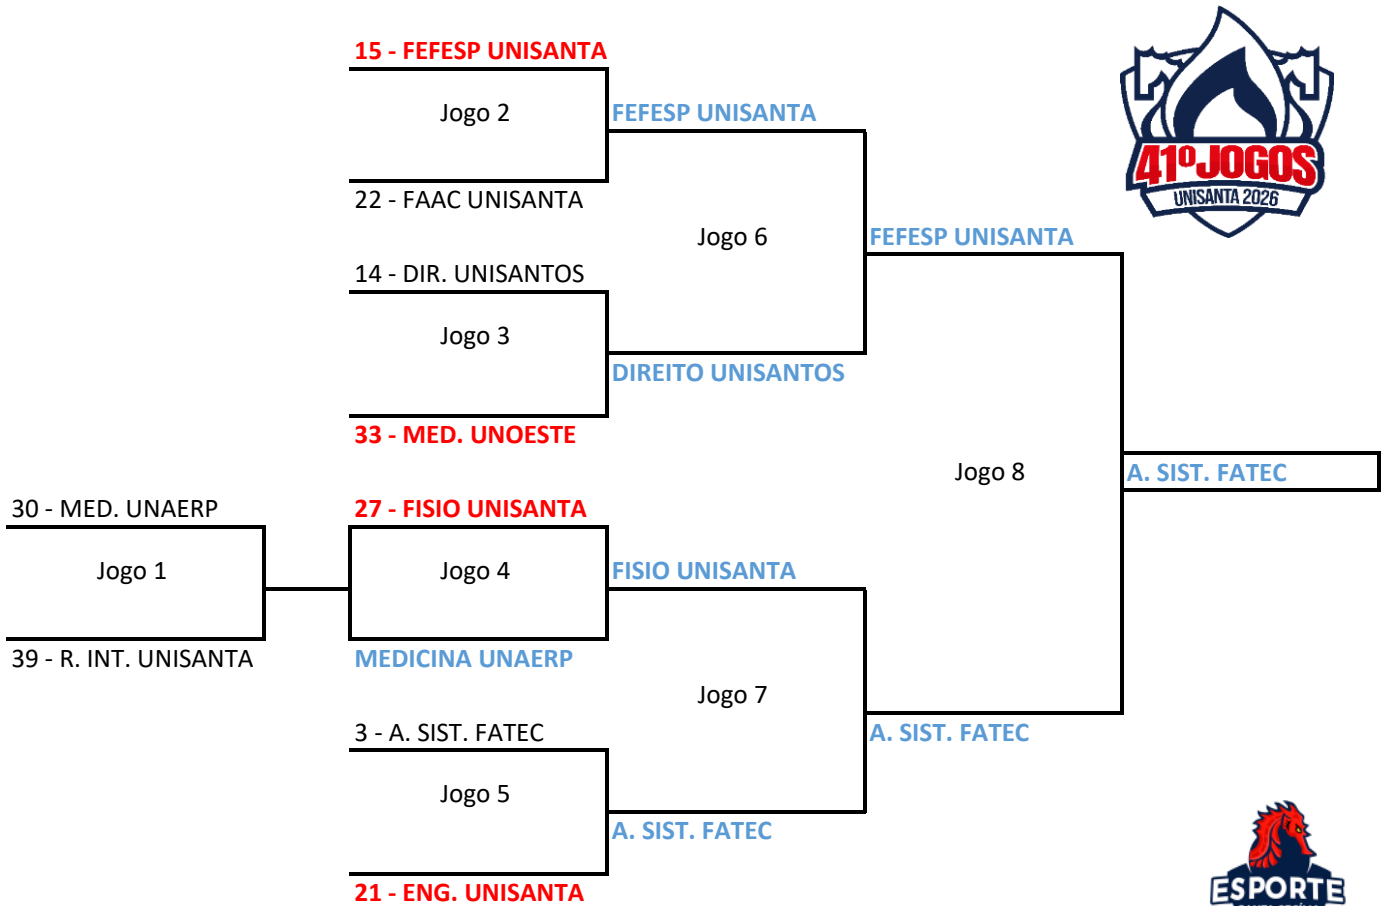 15 - FEFESP UNISANTA
Jogo 2
FEFESP UNISANTA
22 - FAAC UNISANTA
Jogo 6
FEFESP UNISANTA
14 - DIR. UNISANTOS
Jogo 3
DIREITO UNISANTOS
33 - MED. UNOESTE
Jogo 8
A. SIST. FATEC
30 - MED. UNAERP
27 - FISIO UNISANTA
Jogo 1
Jogo 4
FISIO UNISANTA
39 - R. INT. UNISANTA
MEDICINA UNAERP
Jogo 7
3 - A. SIST. FATEC
A. SIST. FATEC
Jogo 5
A. SIST. FATEC
21 - ENG. UNISANTA
41º JOGOS
UNISANTA 2026
ESPORTE